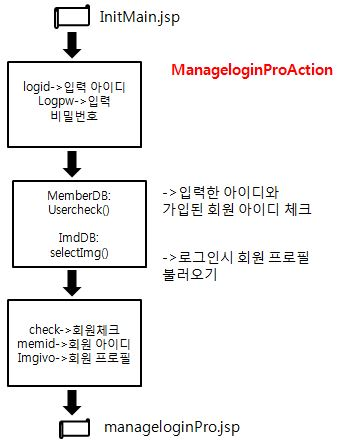 InitMain.jsp
ManageloginProAction
logid->입력 아이디
Logpw->입력
비밀번호
MemberDB:
Usercheck()
ImdDB:
selectImg()
->입력한 아이디와
가입된 회원 아이디 체크
->로그인시 회원 프로필
불러오기
check->회원체크
memid->회원 아이디
Imgivo->회원 프로필
manageloginPro.jsp